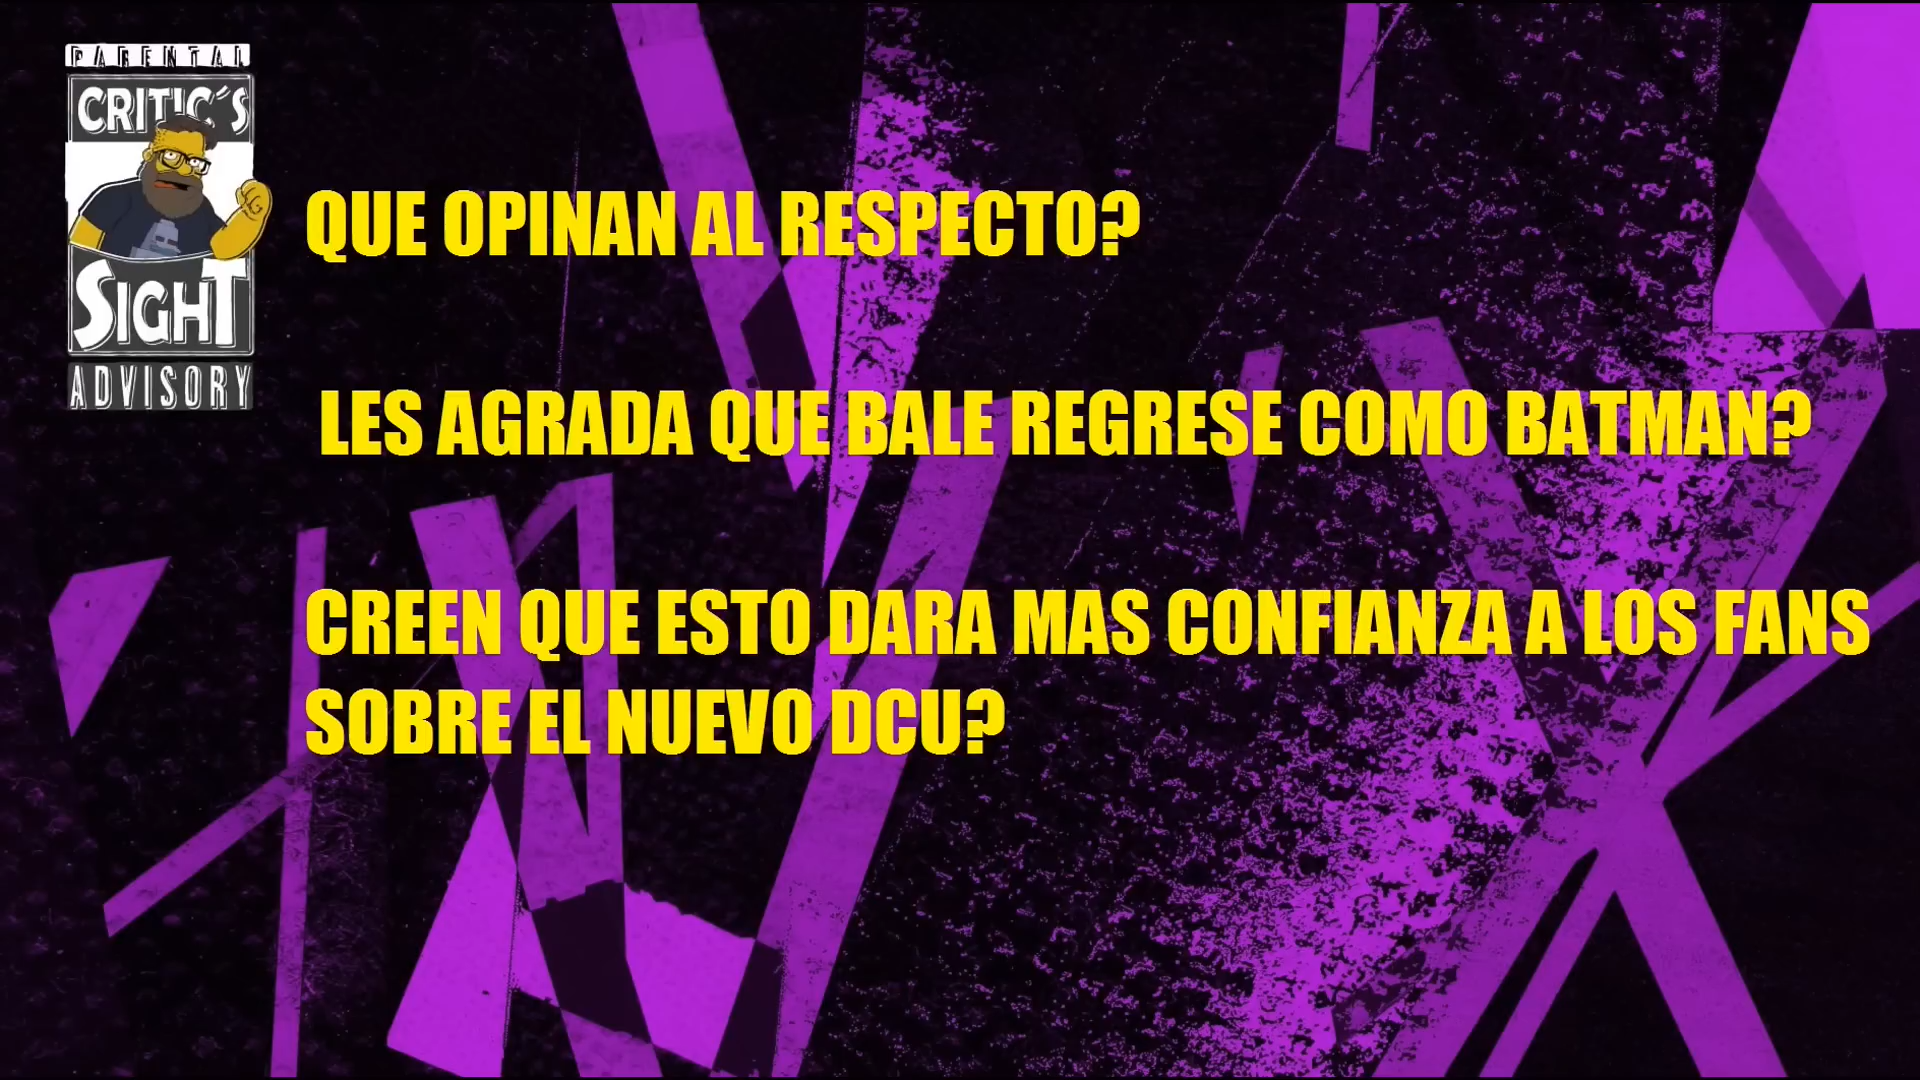 PARENTAL
CRITIC´S
SIGHT
ADVISORY
QUE OPINAN AL RESPECTO?
LES AGRADA QUE BALE REGRESE COMO BATMAN?
CREEN QUE ESTO DARA MAS CONFIANZA A LOS FANS
SOBRE EL NUEVO DCU?